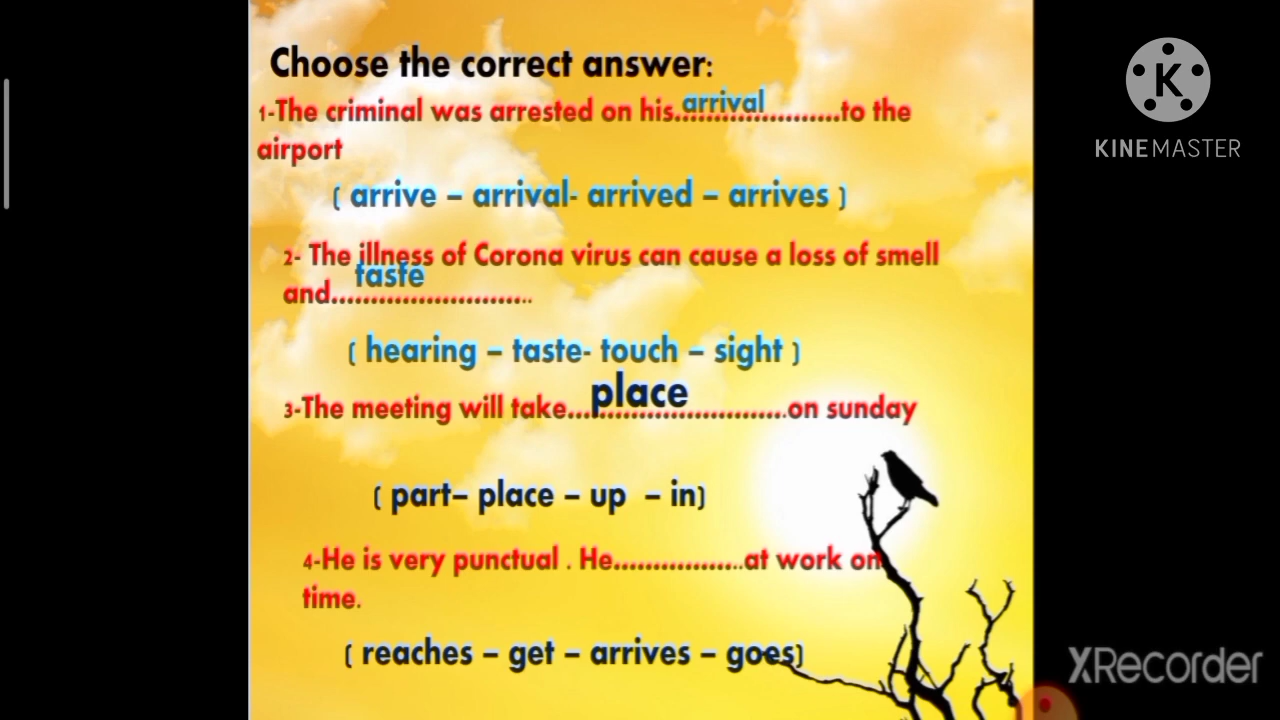 Choose the correct answer:
1-The criminal was arrested on his.....................to the
arrival
airport
( arrive – arrival- arrived – arrives )
2- The illness of Corona virus can cause a loss of smell
taste
and.........................
( hearing – taste- touch – sight )
place
3-The meeting will take............................on sunday
( part– place – up – in)
4-He is very punctual . He.................at work on
time.
( reaches – get – arrives – goes)
K
KINEMASTER
XRecorder